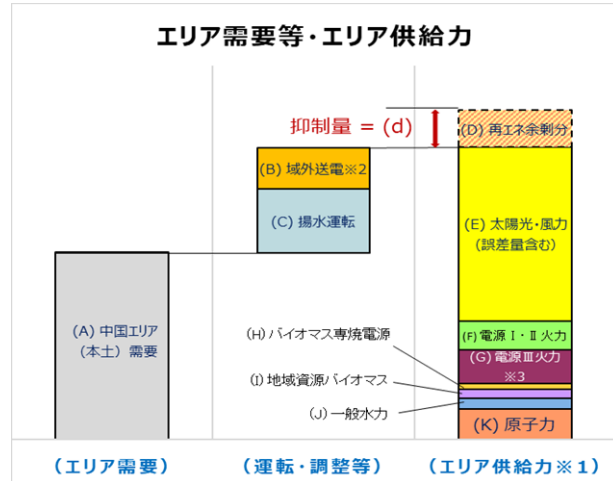 エリア需要等・エリア供給力
抑制量 = (d)
(D) 再エネ余剰分
(B) 域外送電※2
(C) 揚水運転
(E) 太陽光・風力
(誤差量含む)
(A) 中国エリア
(本土) 需要
(F) 電源Ⅰ・Ⅱ火力
(H) バイオマス専焼電源
(G) 電源Ⅲ火力
※3
(I) 地域資源バイオマス
(J) 一般水力
(K) 原子力
(エリア需要)
(運転・調整等)
(エリア供給力※1)